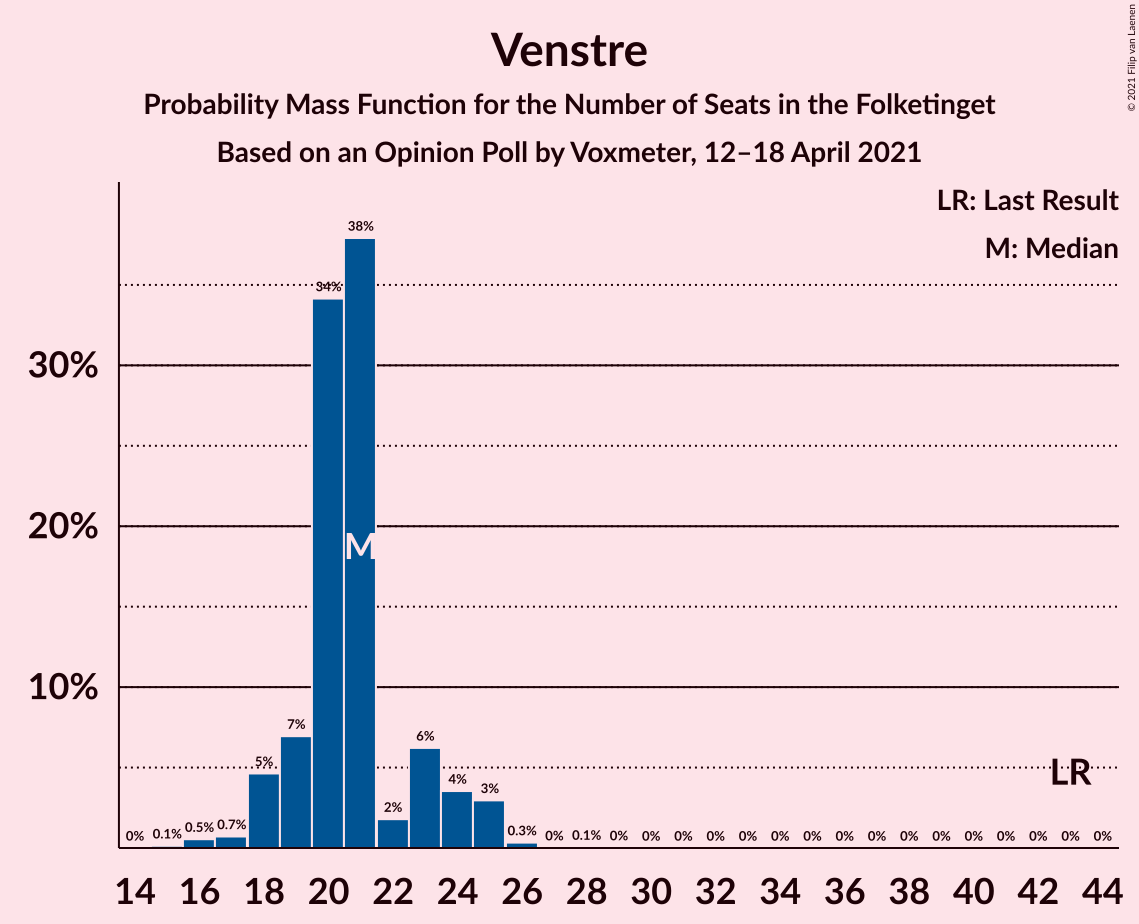 Venstre
Probability Mass Function for the Number of Seats in the Folketinget
Based on an Opinion Poll by Voxmeter, 12–18 April 2021
© 2021 Filip van Laenen
LR: Last Result
M: Median
38%
34%
30%
20%
M
10%
7%
6%
5%
LR
4%
3%
2%
0% 0.1% 0.5% 0.7% 0.3% 0% 0.1% 0% 0% 0% 0% 0% 0% 0% 0% 0% 0% 0% 0% 0% 0% 0% 0%
14 16 18 20 22 24 26 28 30 32 34 36 38 40 42 44